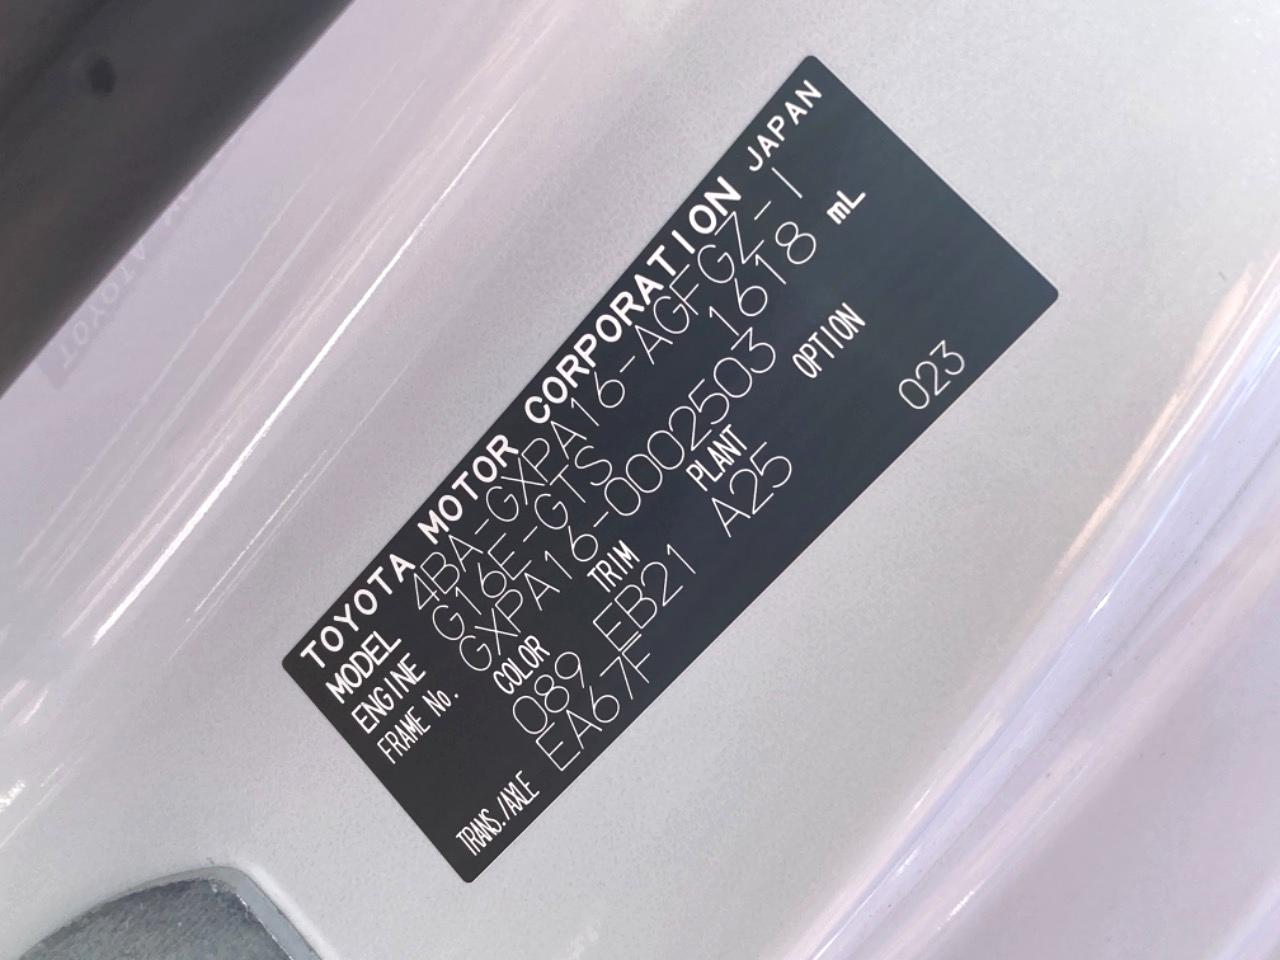 TOYOTA MOTOR CORPORATION JAPAN
MODEL 4BA-GXPA16-AGFGZ-I
ENGINE G16E-GTS 1618 mL
FRAME No. GXPA16-0002503
COLOR TRIM PLANT OPTION
089 EB21 A25 023
TRANS./AXLE EA67F